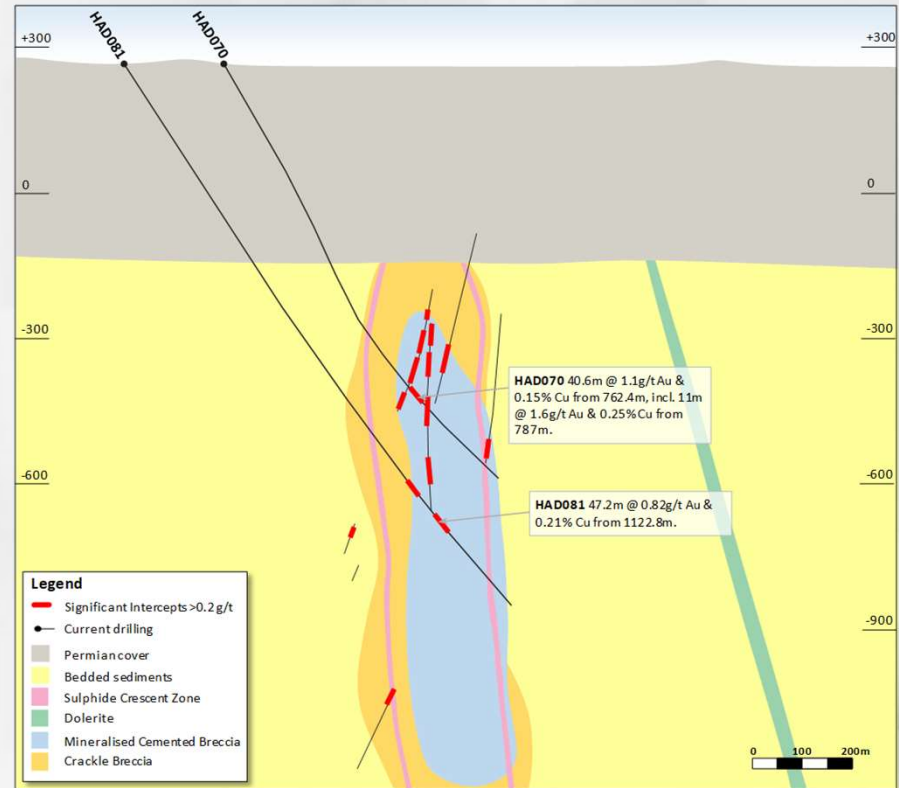 HAD081
HAD070
+300
+300
0
0
-300
-300
HAD070 40.6m @ 1.1g/t Au &
0.15% Cu from 762.4m, incl. 11m
@ 1.6g/t Au & 0.25% Cu from
787m.
-600
-600
HAD081 47.2m @ 0.82g/t Au &
0.21% Cu from 1122.8m.
-900
Legend
Significant Intercepts >0.2g/t
Current drilling
Permian cover
Bedded sediments
Sulphide Crescent Zone
Dolerite
Mineralised Cemented Breccia
Crackle Breccia
0 100 200m